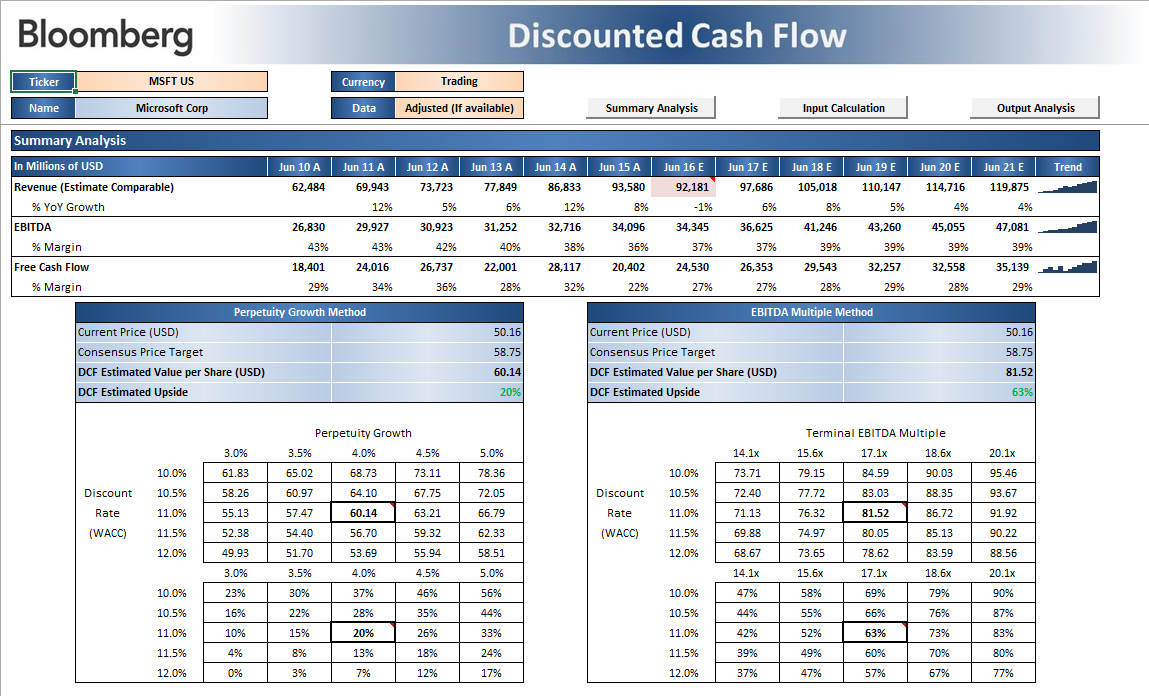 Bloomberg
Discounted Cash Flow
Ticker MSFT US Currency Trading
Name Microsoft Corp Data Adjusted (If available) Summary Analysis Input Calculation Output Analysis
Summary Analysis
In Millions of USD Jun 10 A Jun 11 A Jun 12 A Jun 13 A Jun 14 A Jun 15 A Jun 16 E Jun 17 E Jun 18 E Jun 19 E Jun 20 E Jun 21 E Trend
Revenue (Estimate Comparable) 62,484 69,943 73,723 77,849 86,833 93,580 92,181 97,686 105,018 110,147 114,716 119,875
% YoY Growth 12% 5% 6% 12% 8% -1% 6% 8% 5% 4% 4%
EBITDA 26,830 29,927 30,923 31,252 32,716 34,096 34,345 36,625 41,246 43,260 45,055 47,081
% Margin 43% 43% 42% 40% 38% 36% 37% 37% 39% 39% 39% 39%
Free Cash Flow 18,401 24,016 26,737 22,001 28,117 20,402 24,530 26,353 29,543 32,257 32,558 35,139
% Margin 29% 34% 36% 28% 32% 22% 27% 27% 28% 29% 28% 29%
Perpetuity Growth Method
Current Price (USD) 50.16
Consensus Price Target 58.75
DCF Estimated Value per Share (USD) 60.14
DCF Estimated Upside 20%
Perpetuity Growth
3.0% 3.5% 4.0% 4.5% 5.0%
10.0% 61.83 65.02 68.73 73.11 78.36
Discount 10.5% 58.26 60.97 64.10 67.75 72.05
Rate 11.0% 55.13 57.47 60.14 63.21 66.79
(WACC) 11.5% 52.38 54.40 56.70 59.32 62.33
12.0% 49.93 51.70 53.69 55.94 58.51
3.0% 3.5% 4.0% 4.5% 5.0%
10.0% 23% 30% 37% 46% 56%
10.5% 16% 22% 28% 35% 44%
11.0% 10% 15% 20% 26% 33%
11.5% 4% 8% 13% 18% 24%
12.0% 0% 3% 7% 12% 17%
EBITDA Multiple Method
Current Price (USD) 50.16
Consensus Price Target 58.75
DCF Estimated Value per Share (USD) 81.52
DCF Estimated Upside 63%
Terminal EBITDA Multiple
14.1x 15.6x 17.1x 18.6x 20.1x
10.0% 73.71 79.15 84.59 90.03 95.46
Discount 10.5% 72.40 77.72 83.03 88.35 93.67
Rate 11.0% 71.13 76.32 81.52 86.72 91.92
(WACC) 11.5% 69.88 74.97 80.05 85.13 90.22
12.0% 68.67 73.65 78.62 83.59 88.56
14.1x 15.6x 17.1x 18.6x 20.1x
10.0% 47% 58% 69% 79% 90%
10.5% 44% 55% 66% 76% 87%
11.0% 42% 52% 63% 73% 83%
11.5% 39% 49% 60% 70% 80%
12.0% 37% 47% 57% 67% 77%